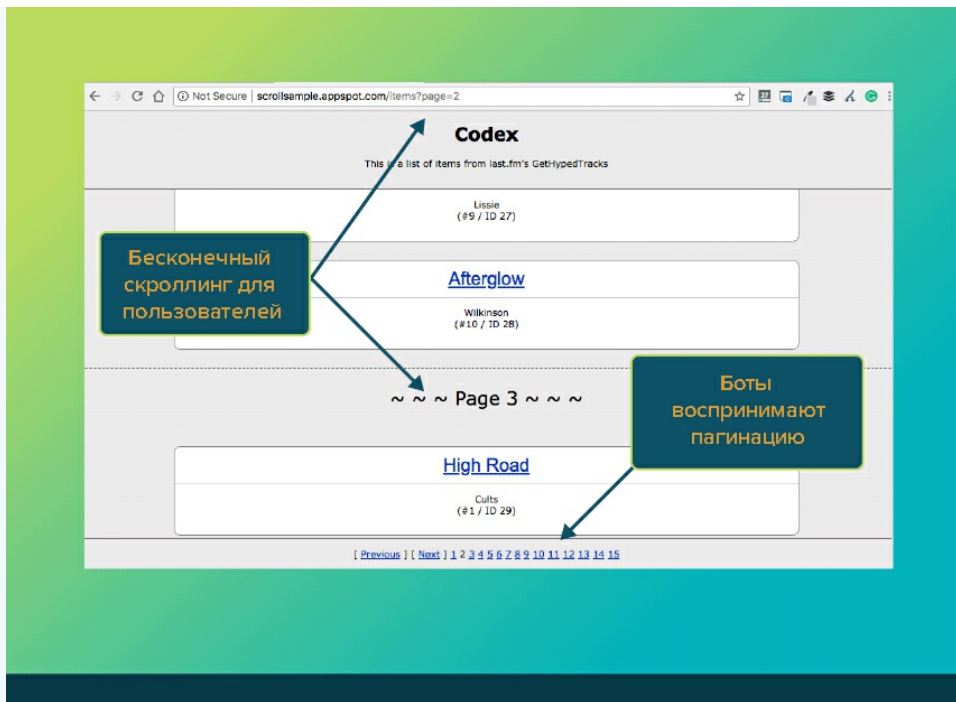 Not Secure | scrollsample.appspot.com/items?page=2
Codex
This is a list of items from last.fm's GetHypedTracks
Lissie
(#9 / ID 27)
Бесконечный
скроллинг для
пользователей
Afterglow
Wilkinson
(#10 / ID 28)
~ ~ ~ Page 3 ~ ~ ~
Боты
воспринимают
пагинацию
High Road
Cults
(#1 / ID 29)
[ Previous ] [ Next ] 1 2 3 4 5 6 7 8 9 10 11 12 13 14 15